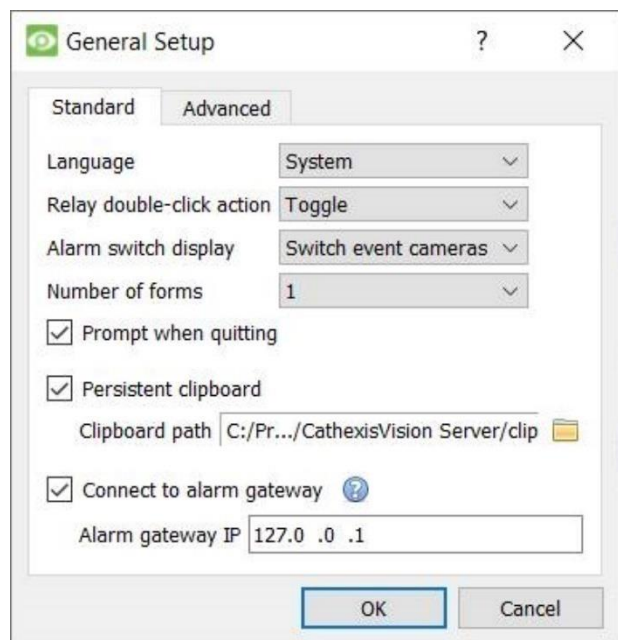 General Setup ?
Standard Advanced
Language System
Relay double-click action Toggle
Alarm switch display Switch event cameras
Number of forms 1
Prompt when quitting
Persistent clipboard
Clipboard path C:/Pr.../CathexisVision Server/clip
Connect to alarm gateway ?
Alarm gateway IP 127.0 .0 .1
OK Cancel